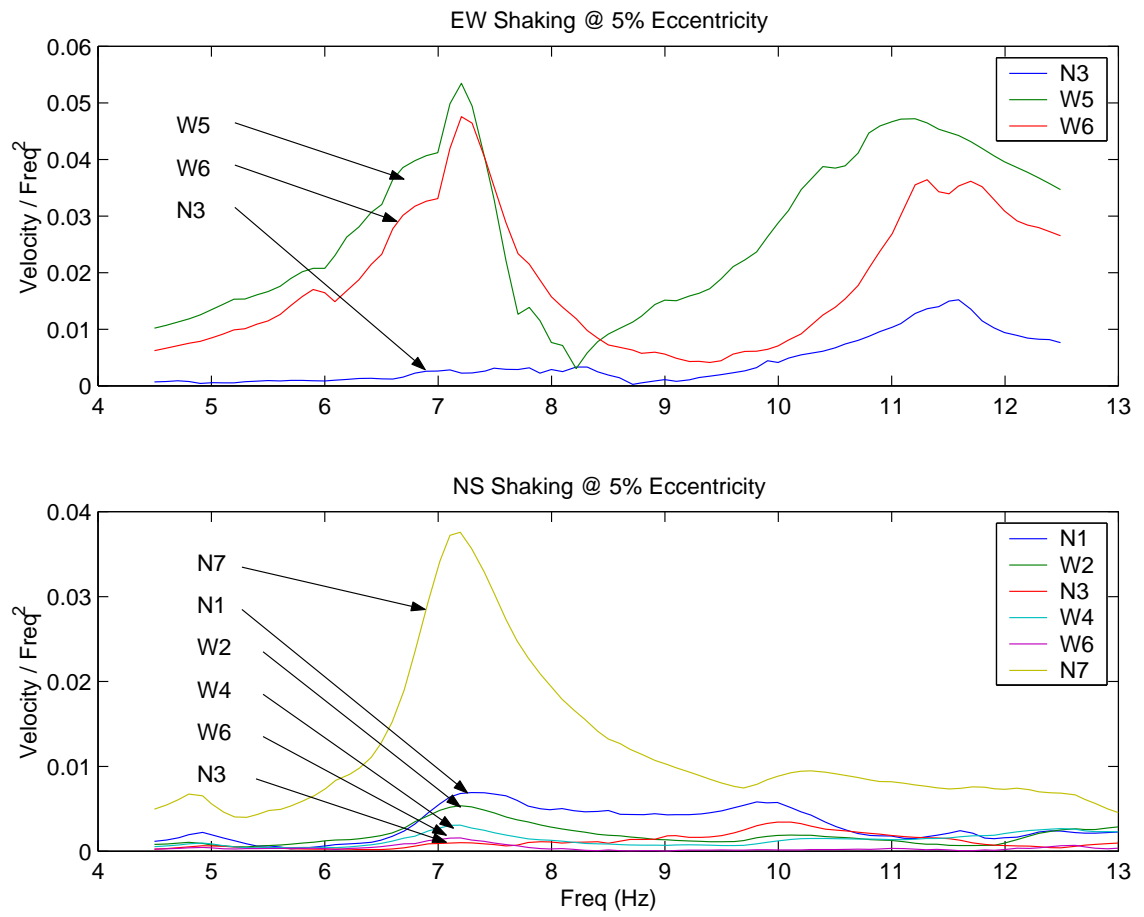 EW Shaking @ 5% Eccentricity
0.06
0.05
0.04
0.03
0.02
0.01
0
Velocity / Freq²
W5
W6
N3
N3
W5
W6
4 5 6 7 8 9 10 11 12 13
NS Shaking @ 5% Eccentricity
0.04
0.03
0.02
0.01
0
Velocity / Freq²
N7
N1
W2
W4
W6
N3
N1
W2
N3
W4
W6
N7
4 5 6 7 8 9 10 11 12 13
Freq (Hz)